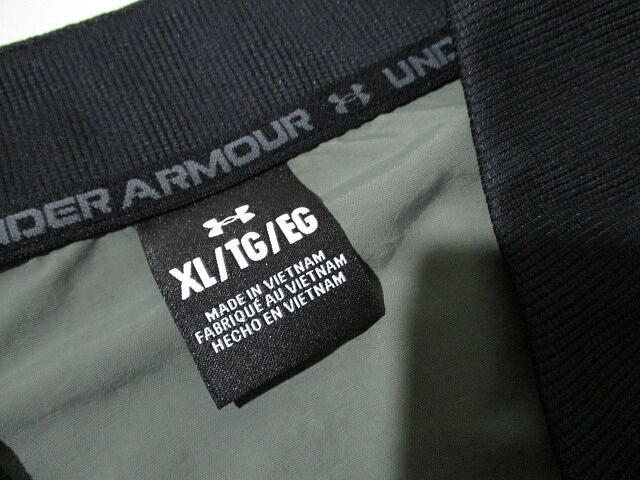 UNDER ARMOUR UND
XL/TG/EG
MADE IN VIETNAM
FABRIQUÉ AU VIETNAM
HECHO EN VIETNAM